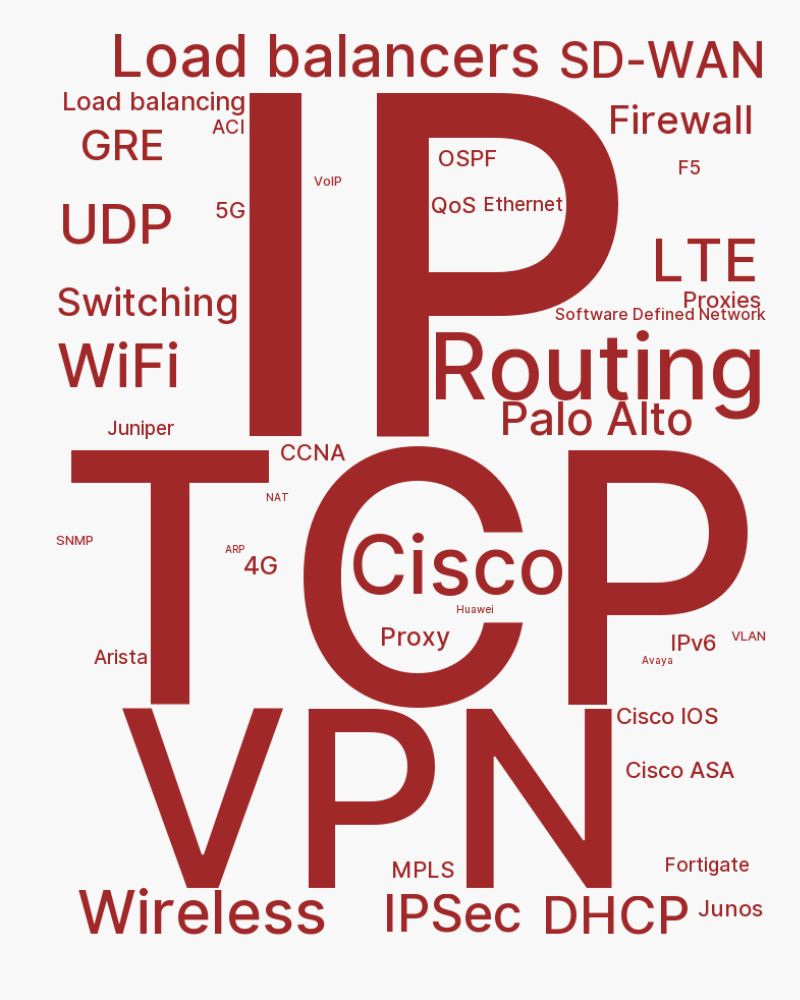 Load balancers
SD-WAN
Load balancing
IP
Firewall
ACI
GRE
OSPF
F5
VoIP
QoS
Ethernet
5G
UDP
LTE
Switching
Proxies
Software Defined Network
WiFi
Routing
Palo Alto
Juniper
CCNA
TCP
NAT
SNMP
ARP
4G
Cisco
Huawei
Proxy
IPv6
VLAN
Arista
Avaya
VPN
Cisco IOS
Cisco ASA
MPLS
Fortigate
Wireless
IPSec
DHCP
Junos